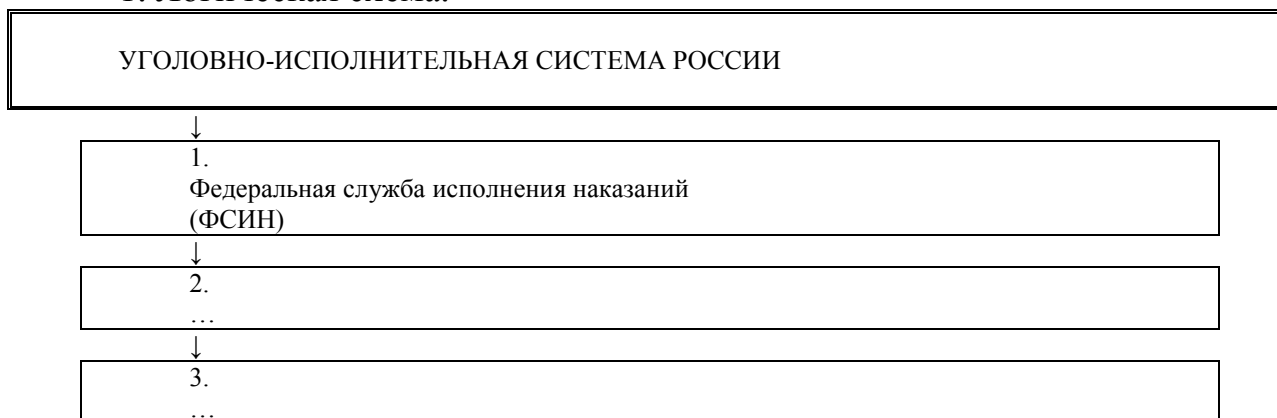 УГОЛОВНО-ИСПОЛНИТЕЛЬНАЯ СИСТЕМА РОССИИ
↓
1.
Федеральная служба исполнения наказаний
(ФСИН)
↓
2.
…
↓
3.
…